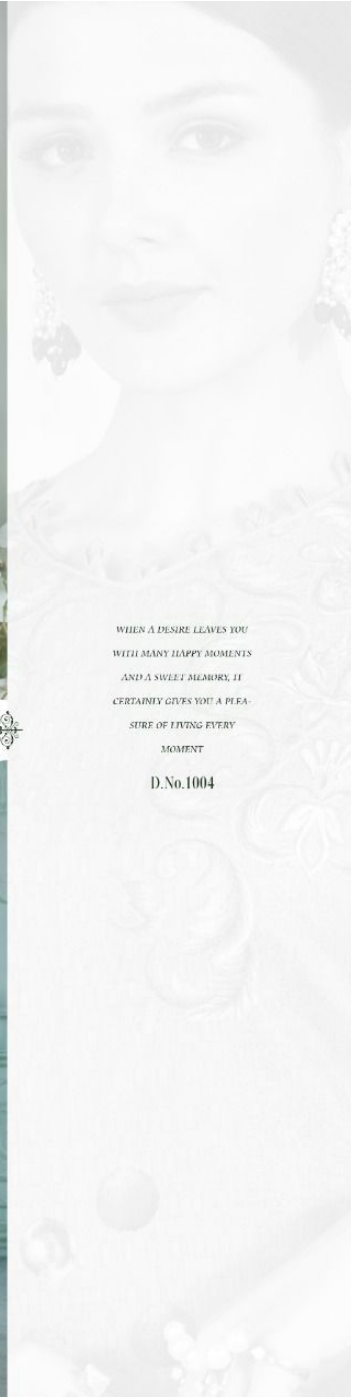 WHEN A DESIRE LEAVES YOU
WITH MANY HAPPY MOMENTS
AND A SWEET MEMORY, IT
CERTAINLY GIVES YOU A PLEA-
SURE OF LIVING EVERY
MOMENT
D.No.1004